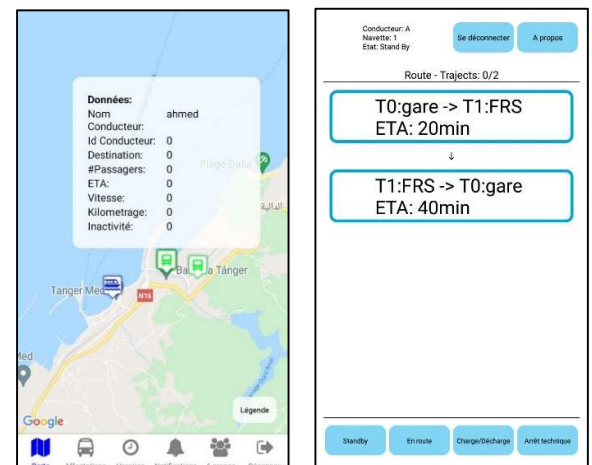 Données:
Nom Conducteur: ahmed
Id Conducteur: 0
Destination: 0
#Passagers: 0
ETA: 0
Vitesse: 0
Kilometrage: 0
Inactivité: 0
Plage Dalia
الدالية
Tanger Med
N16
a Tánger
Med
Google
Légende
Conducteur: A
Navette: 1
Etat: Stand By
Se déconnecter
A propos
Route - Trajects: 0/2
T0:gare -> T1:FRS
ETA: 20min
↓
T1:FRS -> T0:gare
ETA: 40min
Standby
En route
Charge/Décharge
Arrêt technique